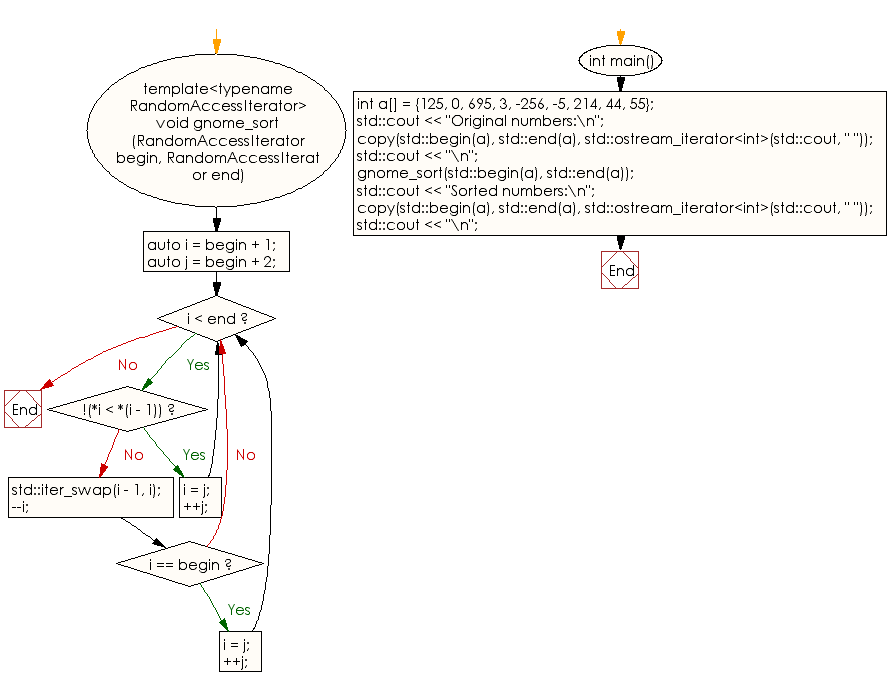 template<typename
RandomAccessIterator>
void gnome_sort
(RandomAccessIterator
begin, RandomAccessIterat
or end)
auto i = begin + 1;
auto j = begin + 2;
i < end ?
No
Yes
End
!(*i < *(i - 1)) ?
No
Yes
No
std::iter_swap(i - 1, i);
--i;
i = j;
++j;
i == begin ?
Yes
i = j;
++j;
int main()
int a[] = {125, 0, 695, 3, -256, -5, 214, 44, 55};
std::cout << "Original numbers:\n";
copy(std::begin(a), std::end(a), std::ostream_iterator<int>(std::cout, " "));
std::cout << "\n";
gnome_sort(std::begin(a), std::end(a));
std::cout << "Sorted numbers:\n";
copy(std::begin(a), std::end(a), std::ostream_iterator<int>(std::cout, " "));
std::cout << "\n";
End